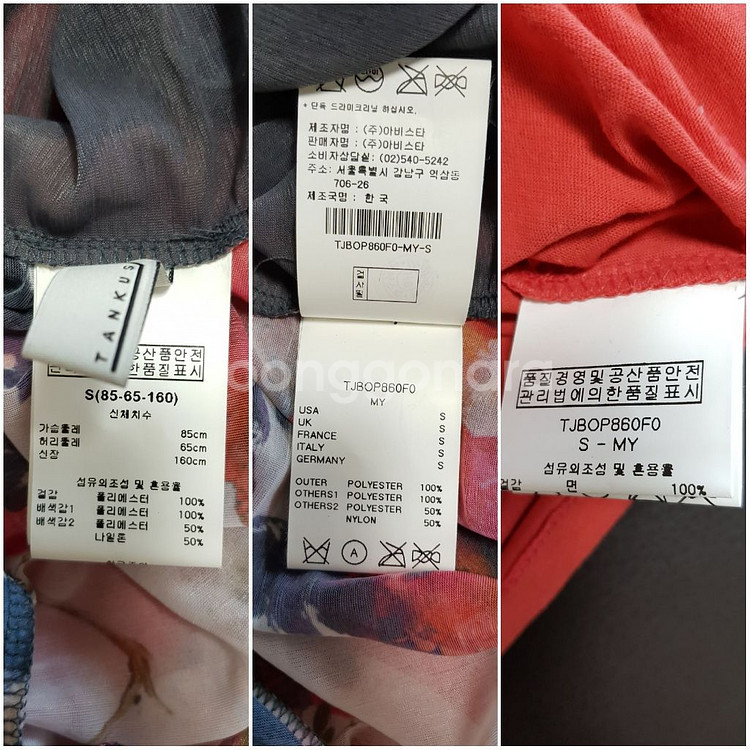 TANKUS
공산품안전
관리법에의한품질표시
S(85-65-160)
신체치수
가슴둘레 85cm
허리둘레 65cm
신장 160cm
섬유의조성 및 혼용율
겉감 폴리에스터 100%
배색감1 폴리에스터 100%
배색감2 폴리에스터 50%
나일론 50%
* 단독 드라이크리닝 하십시오.
제조자명 : (주)아비스타
판매자명 : (주)아비스타
소비자상담실: (02)540-5242
주소: 서울특별시 강남구 역삼동
706-26
제조국명 : 한 국
TJBOP860F0-MY-S
검사필
TJBOP860F0
MY
USA S
UK S
FRANCE S
ITALY S
GERMANY S
OUTER POLYESTER 100%
OTHERS1 POLYESTER 100%
OTHERS2 POLYESTER 50%
NYLON 50%
A
품질경영및공산품안전
관리법에의한품질표시
TJBOP860F0
S - MY
섬유의조성 및 혼용율
겉감 면 100%
joonggonara